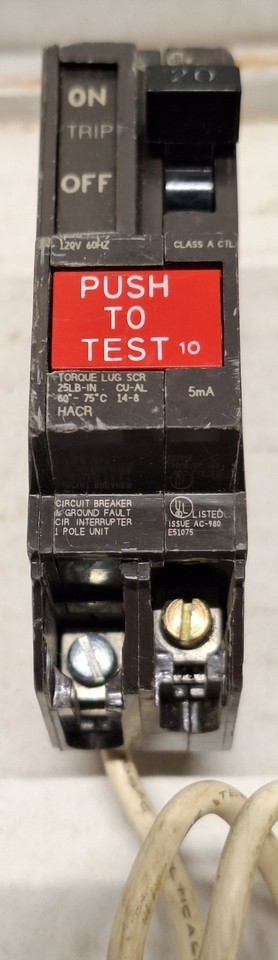 20
ON
TRIP
OFF
120V 60HZ
CLASS A CTL
PUSH
TO
TEST 10
TORQUE LUG SCR
25LB-IN CU-AL
60°- 75°C 14-8
HACR
5mA
CIRCUIT BREAKER
& GROUND FAULT
CIR INTERRUPTER
1 POLE UNIT
UL LISTED
ISSUE AC-980
E51075